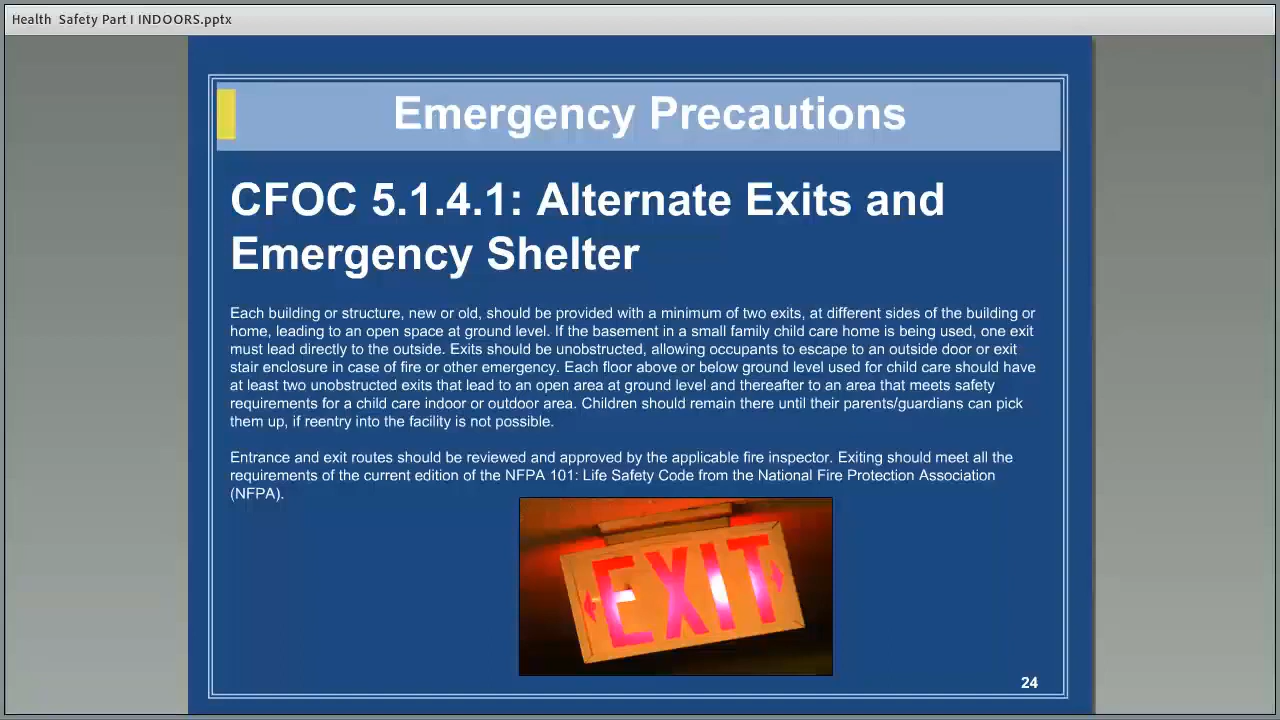 Health  Safety Part I INDOORS.pptx
Emergency Precautions
CFOC 5.1.4.1: Alternate Exits and
Emergency Shelter
Each building or structure, new or old, should be provided with a minimum of two exits, at different sides of the building or
home, leading to an open space at ground level. If the basement in a small family child care home is being used, one exit
must lead directly to the outside. Exits should be unobstructed, allowing occupants to escape to an outside door or exit
stair enclosure in case of fire or other emergency. Each floor above or below ground level used for child care should have
at least two unobstructed exits that lead to an open area at ground level and thereafter to an area that meets safety
requirements for a child care indoor or outdoor area. Children should remain there until their parents/guardians can pick
them up, if reentry into the facility is not possible.
Entrance and exit routes should be reviewed and approved by the applicable fire inspector. Exiting should meet all the
requirements of the current edition of the NFPA 101: Life Safety Code from the National Fire Protection Association
(NFPA).
EXIT
24